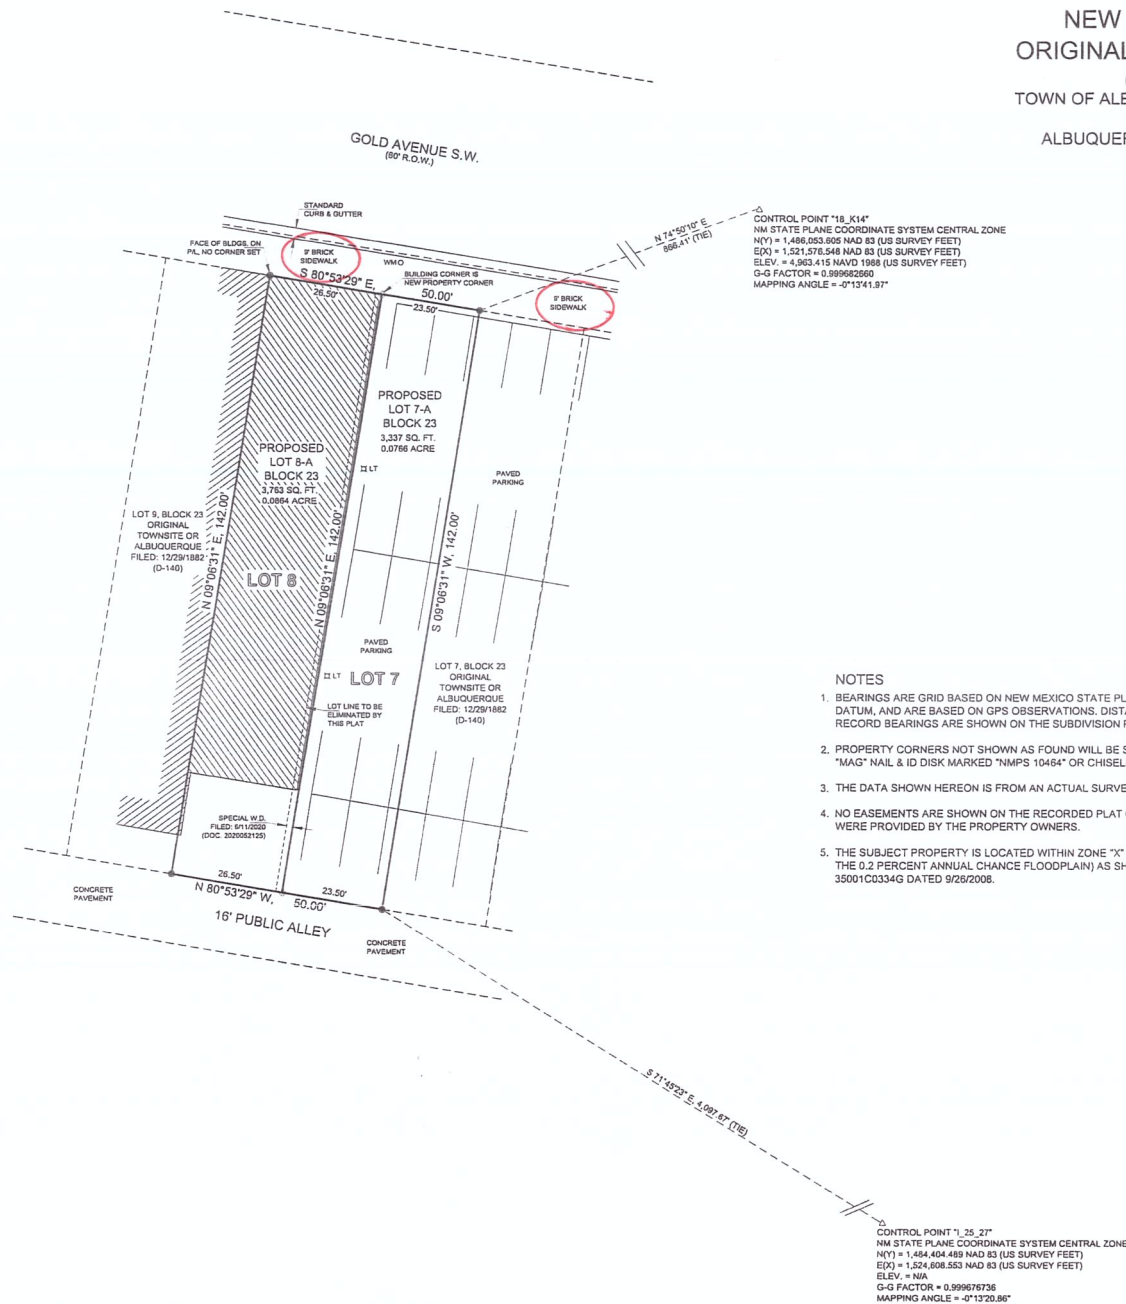 NEW
ORIGINAL
TOWN OF ALB
ALBUQUER
GOLD AVENUE S.W.
(80' R.O.W.)
STANDARD
CURB & GUTTER
FACE OF BLDGS. ON
P/L, NO CORNER SET
9' BRICK
SIDEWALK
WM O
S 80°53'29" E,
50.00'
26.50'
23.50'
BUILDING CORNER IS
NEW PROPERTY CORNER
9' BRICK
SIDEWALK
N 74°50'10" E
866.41' (TIE)
CONTROL POINT "18_K14"
NM STATE PLANE COORDINATE SYSTEM CENTRAL ZONE
N(Y) = 1,486,053.605 NAD 83 (US SURVEY FEET)
E(X) = 1,521,576.548 NAD 83 (US SURVEY FEET)
ELEV. = 4,963.415 NAVD 1988 (US SURVEY FEET)
G-G FACTOR = 0.999682660
MAPPING ANGLE = -0°13'41.97"
PROPOSED
LOT 7-A
BLOCK 23
3,337 SQ. FT.
0.0766 ACRE
PROPOSED
LOT 8-A
BLOCK 23
3,763 SQ. FT.
0.0864 ACRE
LT
PAVED
PARKING
LOT 9, BLOCK 23
ORIGINAL
TOWNSITE OR
ALBUQUERQUE
FILED: 12/29/1882
(D-140)
N 09°06'31" E, 142.00'
LOT 8
N 09°06'31" E, 142.00'
S 09°06'31" W, 142.00'
PAVED
PARKING
LT
LOT 7
LOT 7, BLOCK 23
ORIGINAL
TOWNSITE OR
ALBUQUERQUE
FILED: 12/29/1882
(D-140)
LOT LINE TO BE
ELIMINATED BY
THIS PLAT
SPECIAL W.D.
FILED: 6/11/2020
(DOC. 2020052125)
26.50'
23.50'
N 80°53'29" W,
50.00'
16' PUBLIC ALLEY
CONCRETE
PAVEMENT
CONCRETE
PAVEMENT
NOTES
1. BEARINGS ARE GRID BASED ON NEW MEXICO STATE PL
DATUM, AND ARE BASED ON GPS OBSERVATIONS. DISTA
RECORD BEARINGS ARE SHOWN ON THE SUBDIVISION P
2. PROPERTY CORNERS NOT SHOWN AS FOUND WILL BE S
"MAG" NAIL & ID DISK MARKED "NMPS 10464" OR CHISEL
3. THE DATA SHOWN HEREON IS FROM AN ACTUAL SURVE
4. NO EASEMENTS ARE SHOWN ON THE RECORDED PLAT
WERE PROVIDED BY THE PROPERTY OWNERS.
5. THE SUBJECT PROPERTY IS LOCATED WITHIN ZONE "X"
THE 0.2 PERCENT ANNUAL CHANCE FLOODPLAIN) AS SH
35001C0334G DATED 9/26/2008.
S 71°45'23" E, 4,097.67' (TIE)
CONTROL POINT "I_25_27"
NM STATE PLANE COORDINATE SYSTEM CENTRAL ZONE
N(Y) = 1,484,404.489 NAD 83 (US SURVEY FEET)
E(X) = 1,524,608.553 NAD 83 (US SURVEY FEET)
ELEV. = N/A
G-G FACTOR = 0.999676736
MAPPING ANGLE = -0°13'20.86"